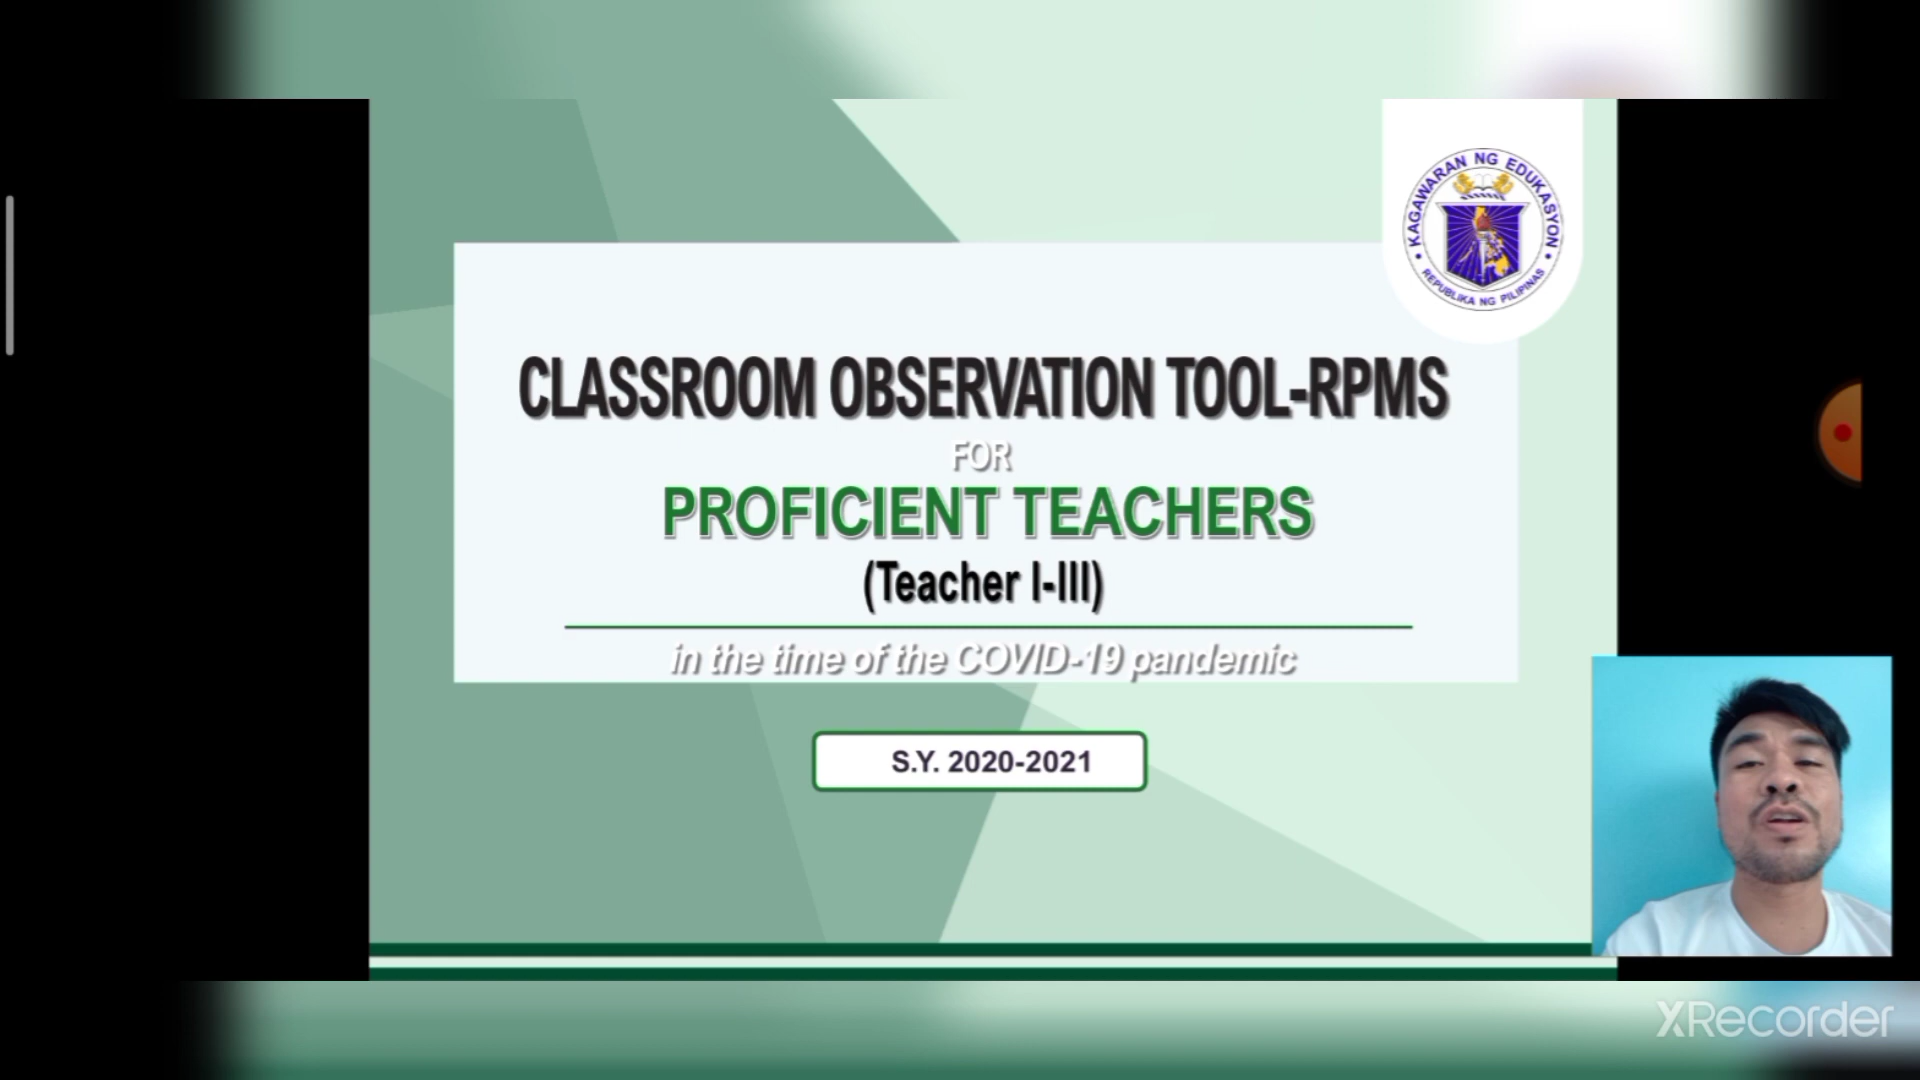 KAGAWARAN NG EDUKASYON
REPUBLIKA NG PILIPINAS
CLASSROOM OBSERVATION TOOL-RPMS
FOR
PROFICIENT TEACHERS
(Teacher I-III)
in the time of the COVID-19 pandemic
S.Y. 2020-2021
XRecorder